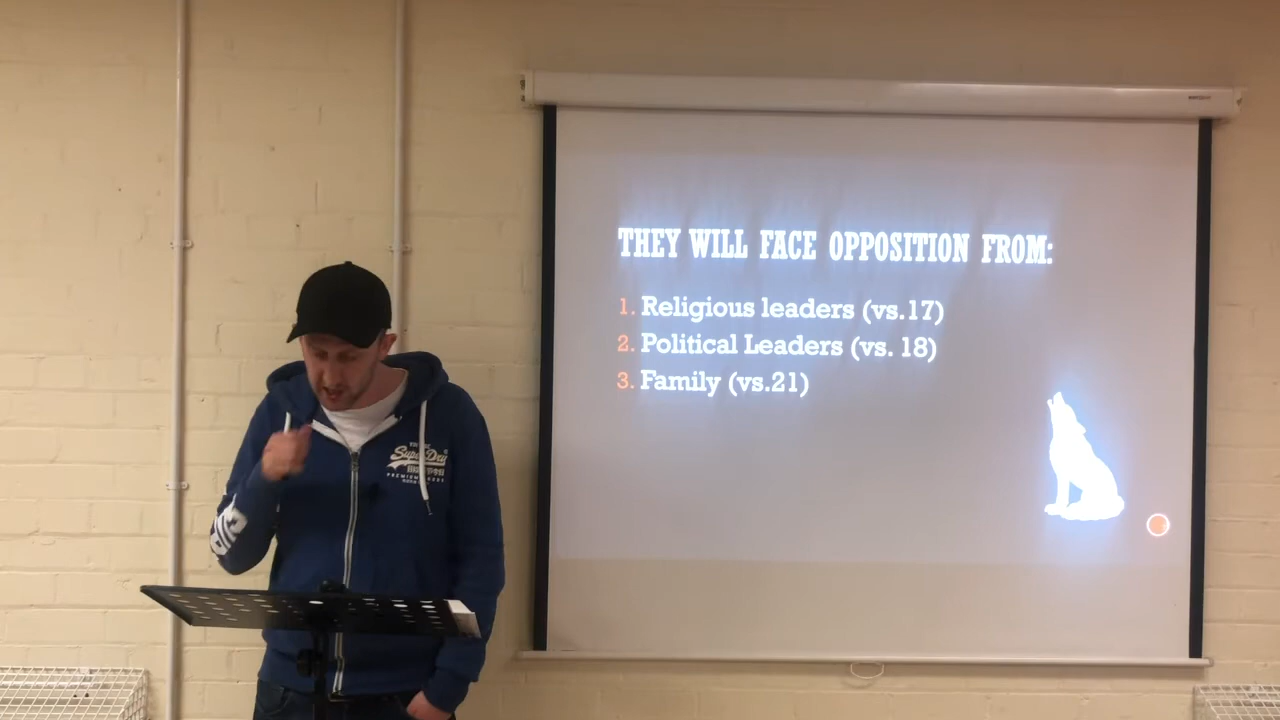 THEY WILL FACE OPPOSITION FROM:
1. Religious leaders (vs.17)
2. Political Leaders (vs. 18)
3. Family (vs.21)
SuperDry